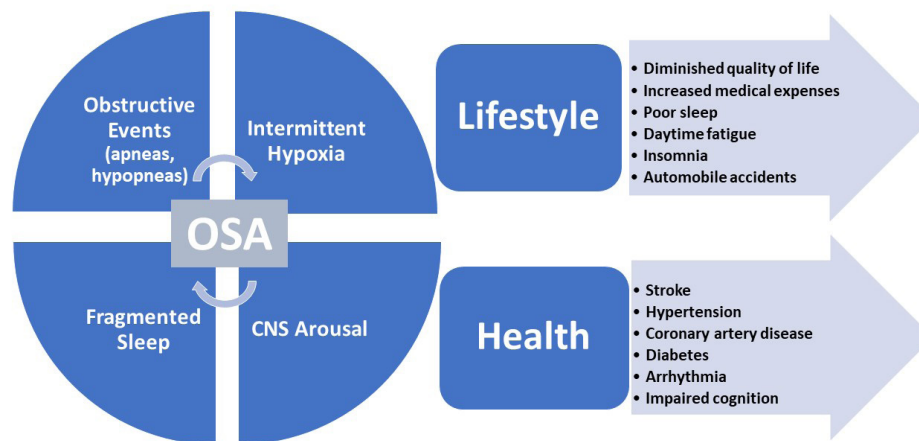 Obstructive
Events
(apneas,
hypopneas)
Intermittent
Hypoxia
OSA
Fragmented
Sleep
CNS Arousal
Lifestyle
• Diminished quality of life
• Increased medical expenses
• Poor sleep
• Daytime fatigue
• Insomnia
• Automobile accidents
Health
• Stroke
• Hypertension
• Coronary artery disease
• Diabetes
• Arrhythmia
• Impaired cognition